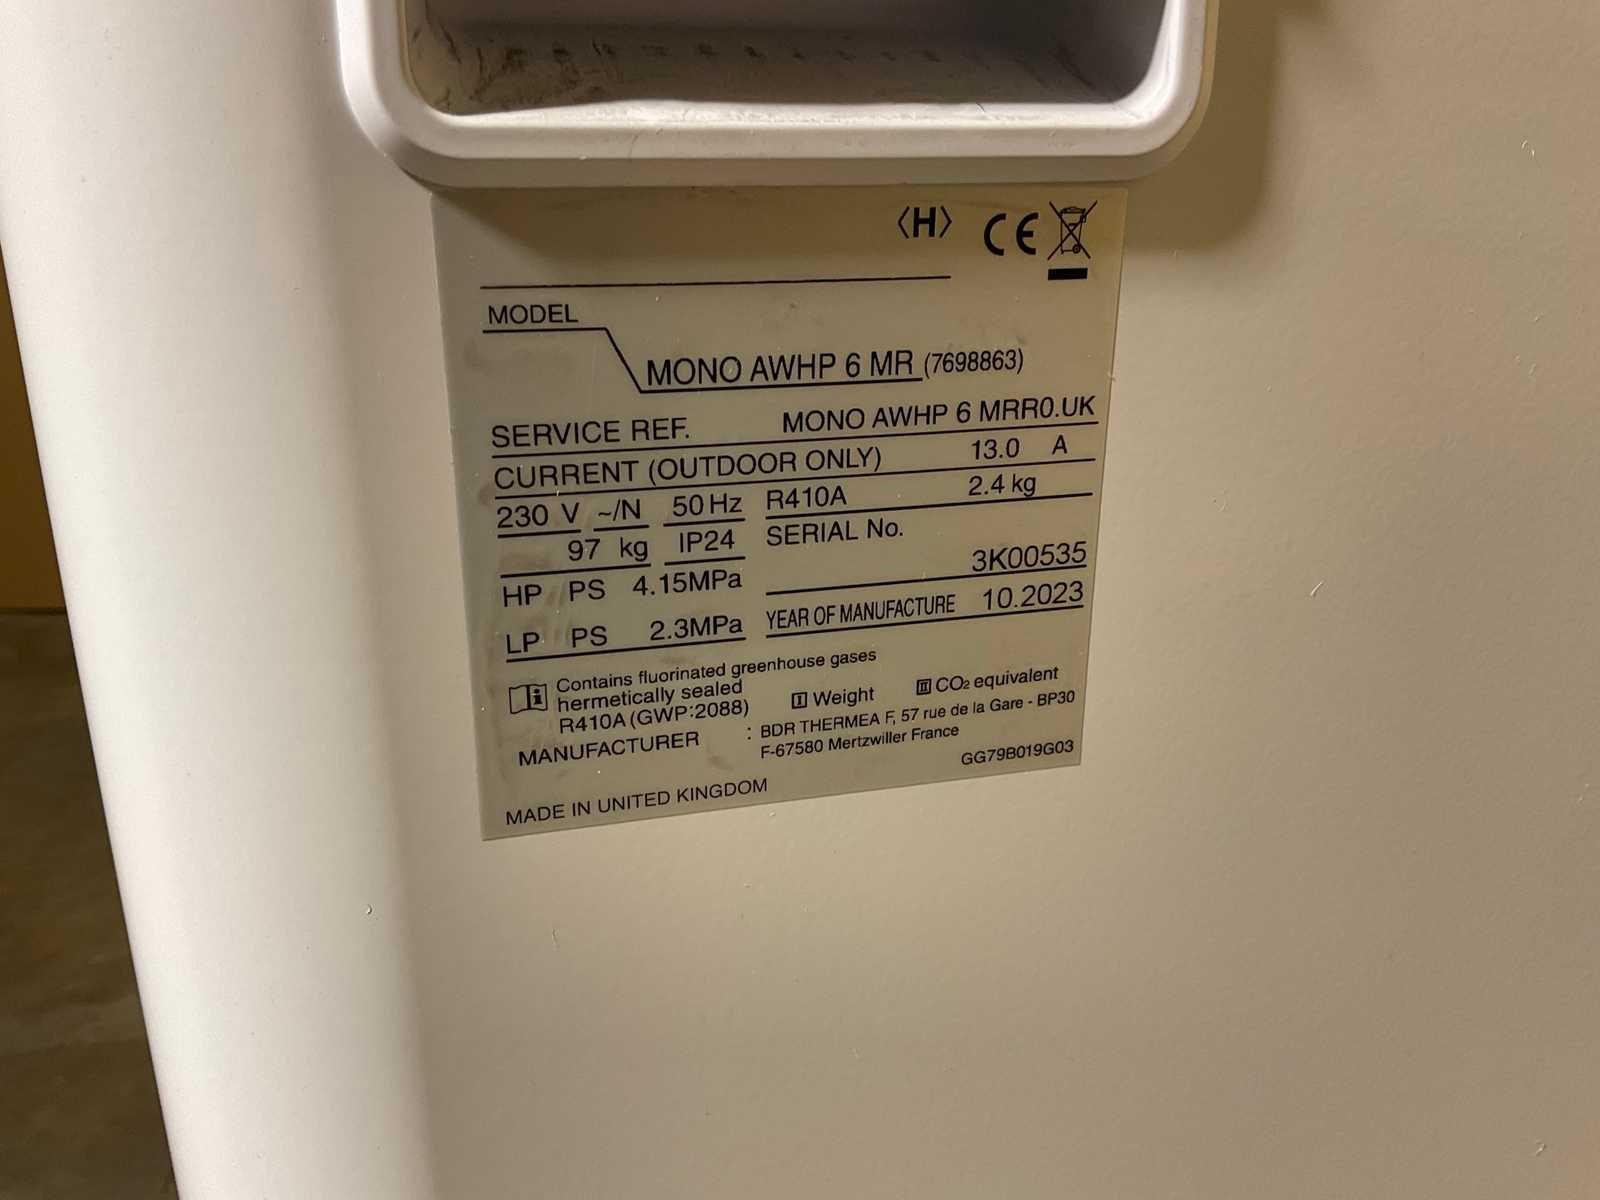 〈H〉 CE
MODEL
MONO AWHP 6 MR (7698863)
SERVICE REF. MONO AWHP 6 MRR0.UK
CURRENT (OUTDOOR ONLY) 13.0 A
230 V ~/N 50 Hz R410A 2.4 kg
97 kg IP24 SERIAL No.
3K00535
HP PS 4.15MPa
LP PS 2.3MPa YEAR OF MANUFACTURE 10.2023
Contains fluorinated greenhouse gases
hermetically sealed
R410A (GWP:2088) I Weight II CO₂ equivalent
MANUFACTURER : BDR THERMEA F, 57 rue de la Gare - BP30
F-67580 Mertzwiller France
GG79B019G03
MADE IN UNITED KINGDOM